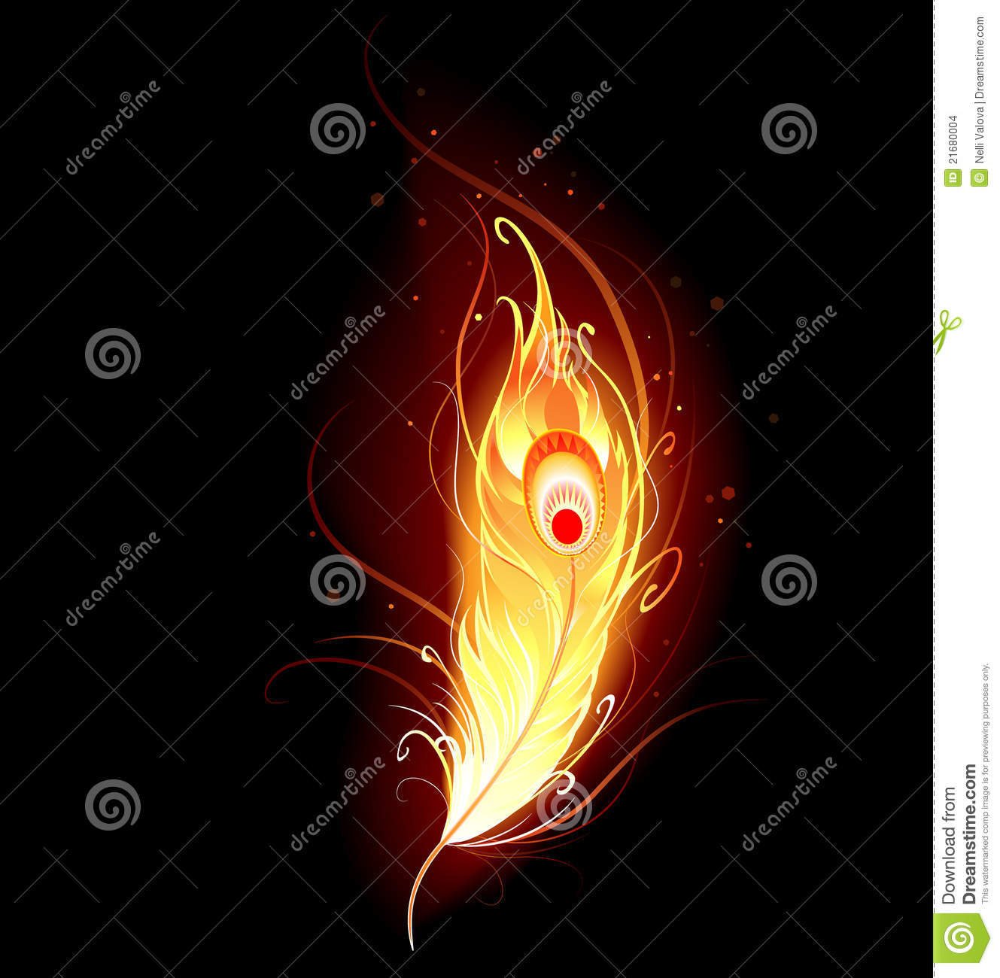 dreamstime.
dreamstime.
dreamstime.
dreamstime.
dreamstime.
dreamstime.
dreamstime.
dreamstime.
ID 21680004
© Nelli Valova | Dreamstime.com
Download from
Dreamstime.com
This watermarked comp image is for previewing purposes only.